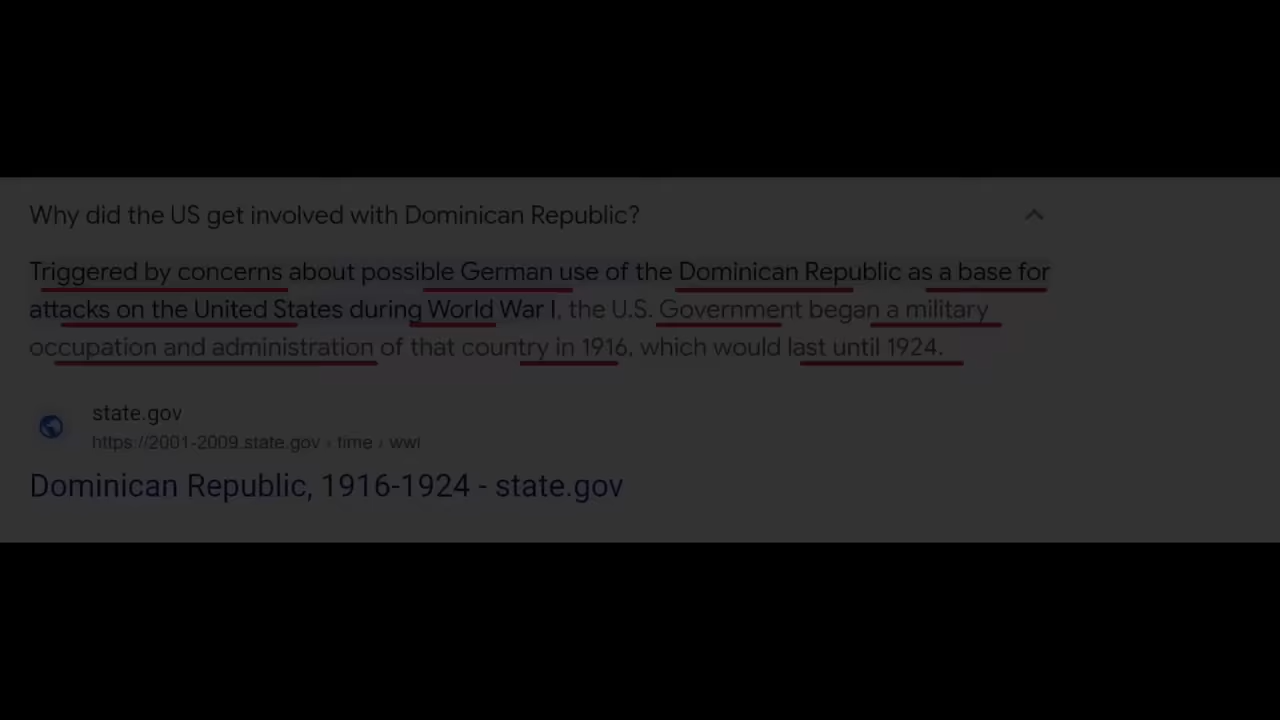 Why did the US get involved with Dominican Republic?
Triggered by concerns about possible German use of the Dominican Republic as a base for
attacks on the United States during World War I, the U.S. Government began a military
occupation and administration of that country in 1916, which would last until 1924.
state.gov
https://2001-2009.state.gov › time › wwi
Dominican Republic, 1916-1924 - state.gov